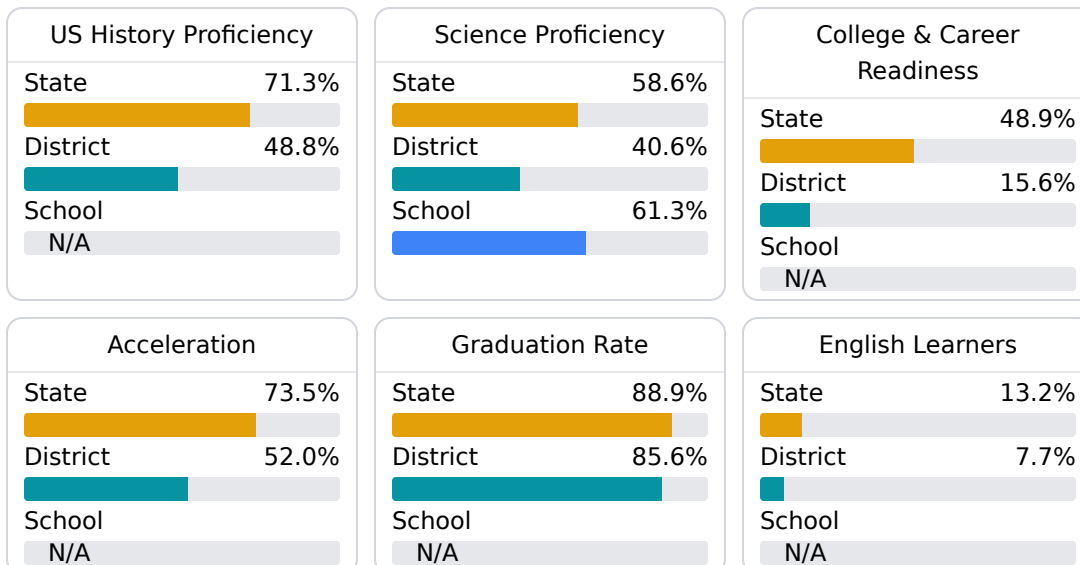 US History Proficiency
State 71.3%
District 48.8%
School
N/A
Science Proficiency
State 58.6%
District 40.6%
School 61.3%
College & Career
Readiness
State 48.9%
District 15.6%
School
N/A
Acceleration
State 73.5%
District 52.0%
School
N/A
Graduation Rate
State 88.9%
District 85.6%
School
N/A
English Learners
State 13.2%
District 7.7%
School
N/A